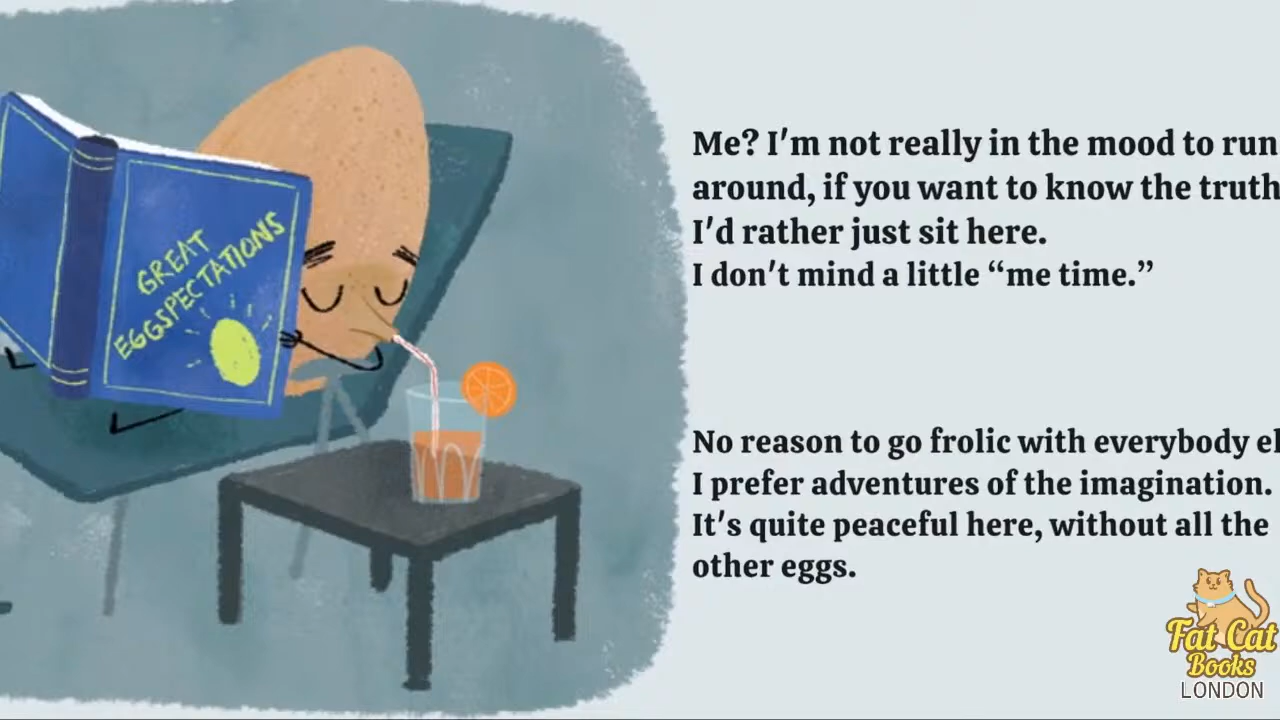 GREAT
EGGSPECTATIONS
Me? I'm not really in the mood to run
around, if you want to know the truth
I'd rather just sit here.
I don't mind a little “me time.”
No reason to go frolic with everybody el
I prefer adventures of the imagination.
It's quite peaceful here, without all the
other eggs.
Fat Cat
Books
LONDON